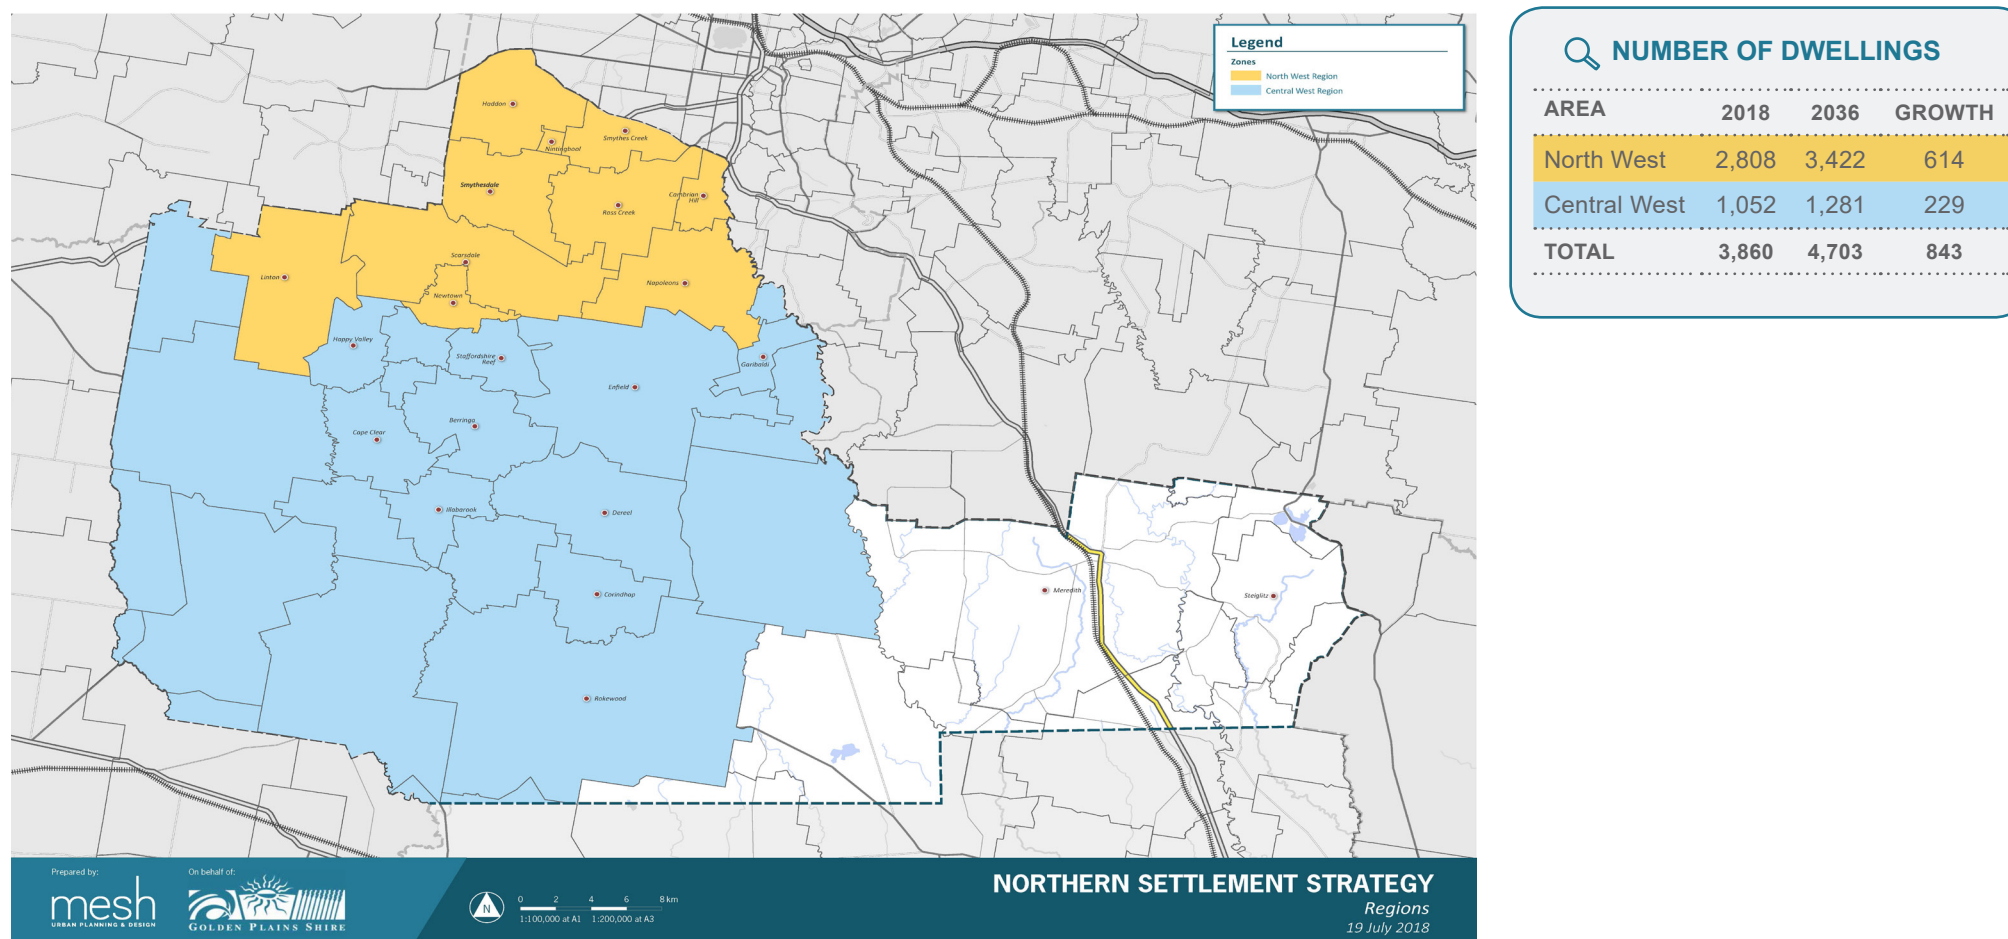 Legend
Zones
North West Region
Central West Region
Haddon
Smythes Creek
Nintingbool
Smythesdale
Cambrian
Hill
Ross Creek
Scarsdale
Linton
Napoleons
Newtown
Happy Valley
Staffordshire
Reef
Garibaldi
Enfield
Berringa
Cape Clear
Illabarook
Dereel
Corindhap
Meredith
Steiglitz
Rokewood
NUMBER OF DWELLINGS
AREA 2018 2036 GROWTH
North West 2,808 3,422 614
Central West 1,052 1,281 229
TOTAL 3,860 4,703 843
Prepared by:
mesh
URBAN PLANNING & DESIGN
On behalf of:
GOLDEN PLAINS SHIRE
N
0 2 4 6 8 km
1:100,000 at A1 1:200,000 at A3
NORTHERN SETTLEMENT STRATEGY
Regions
19 July 2018